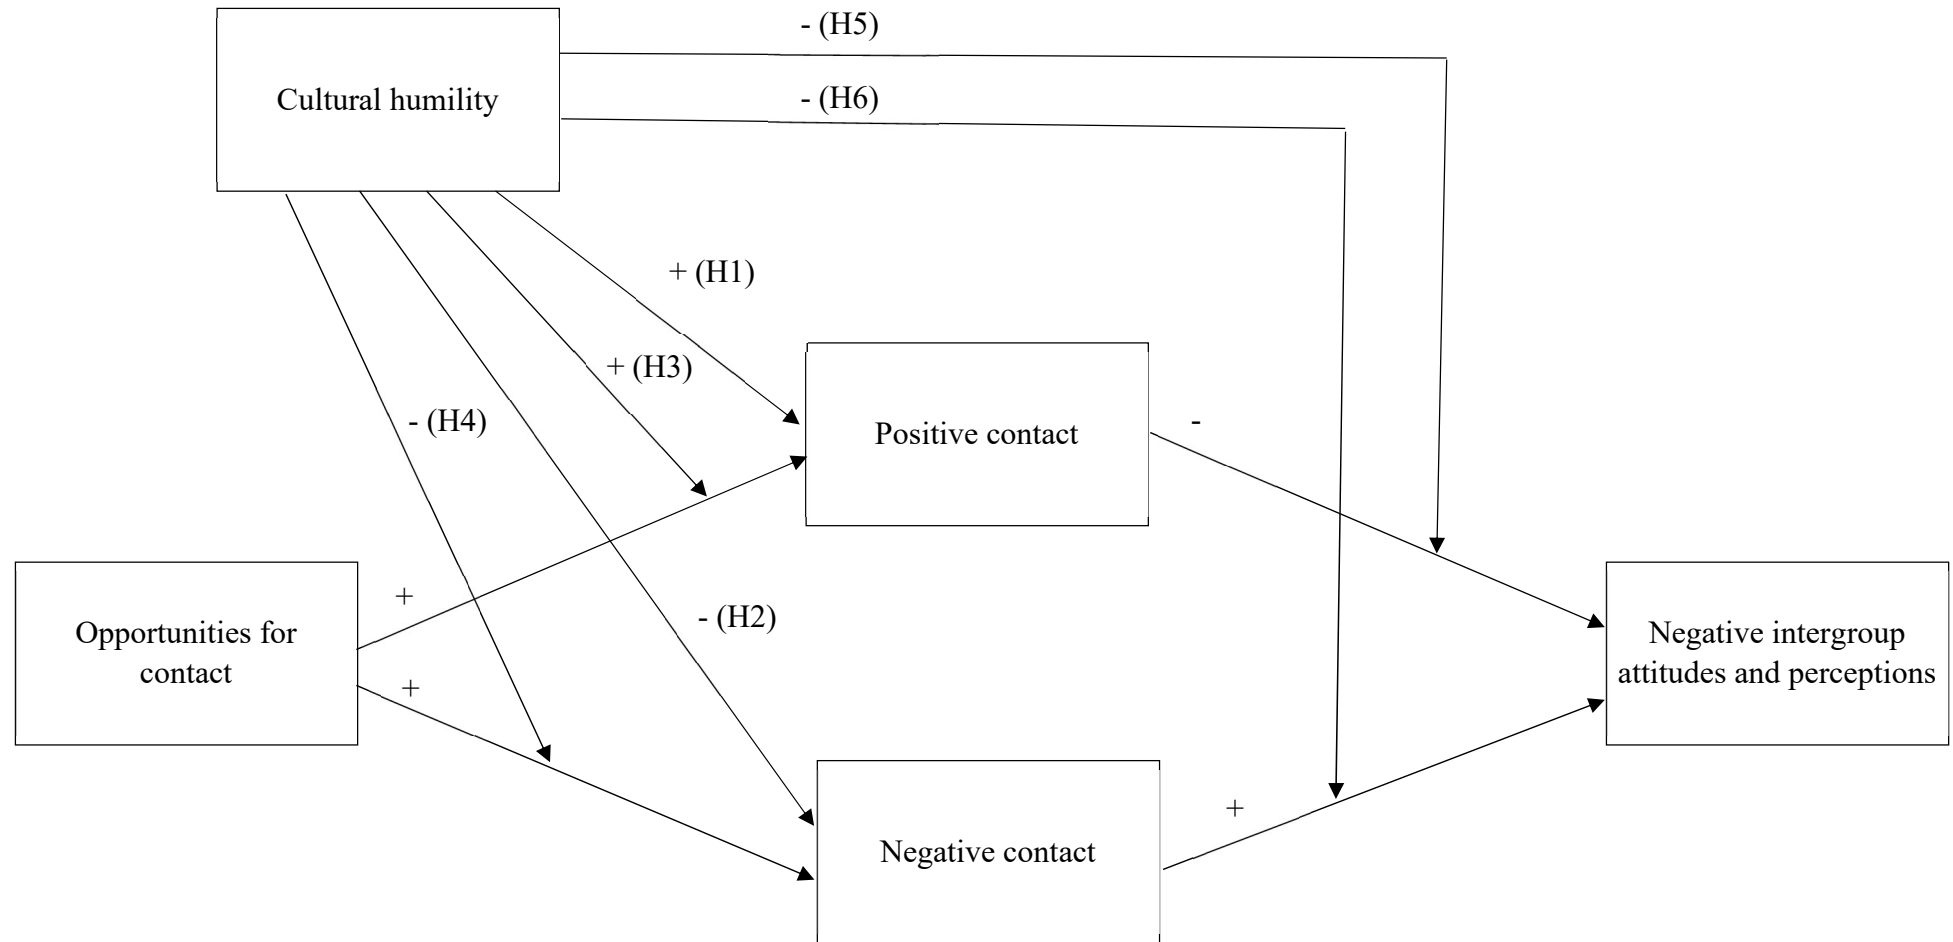 - (H5)
Cultural humility
- (H6)
+ (H1)
+ (H3)
- (H4)
Positive contact
-
+
- (H2)
Opportunities for
contact
Negative intergroup
attitudes and perceptions
+
+
Negative contact